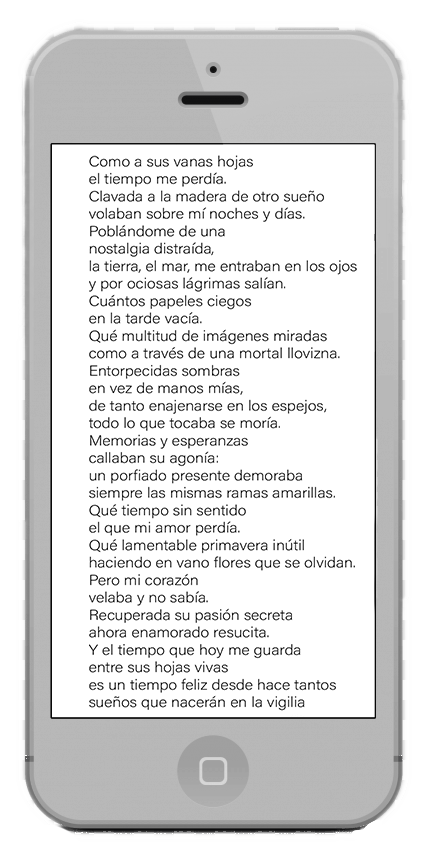 Como a sus vanas hojas
el tiempo me perdía.
Clavada a la madera de otro sueño
volaban sobre mí noches y días.
Poblándome de una
nostalgia distraída,
la tierra, el mar, me entraban en los ojos
y por ociosas lágrimas salían.
Cuántos papeles ciegos
en la tarde vacía.
Qué multitud de imágenes miradas
como a través de una mortal llovizna.
Entorpecidas sombras
en vez de manos mías,
de tanto enajenarse en los espejos,
todo lo que tocaba se moría.
Memorias y esperanzas
callaban su agonía:
un porfiado presente demoraba
siempre las mismas ramas amarillas.
Qué tiempo sin sentido
el que mi amor perdía.
Qué lamentable primavera inútil
haciendo en vano flores que se olvidan.
Pero mi corazón
velaba y no sabía.
Recuperada su pasión secreta
ahora enamorado resucita.
Y el tiempo que hoy me guarda
entre sus hojas vivas
es un tiempo feliz desde hace tantos
sueños que nacerán en la vigilia